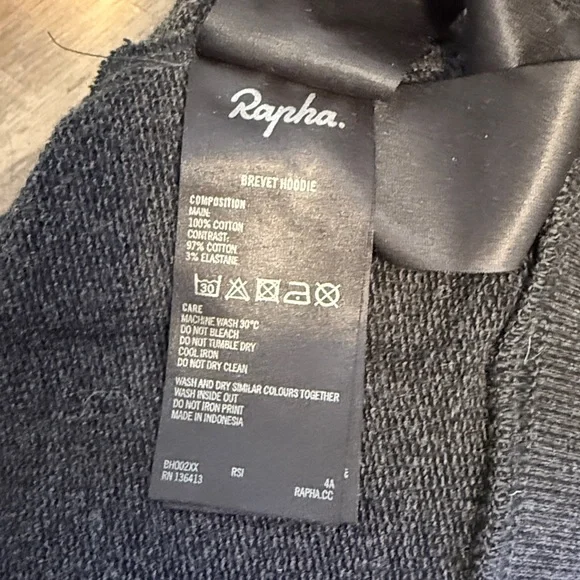 Rapha.
BREVET HOODIE
COMPOSITION
MAIN:
100% COTTON
CONTRAST:
97% COTTON
3% ELASTANE
30
CARE
MACHINE WASH 30°C
DO NOT BLEACH
DO NOT TUMBLE DRY
COOL IRON
DO NOT DRY CLEAN
WASH AND DRY SIMILAR COLOURS TOGETHER
WASH INSIDE OUT
DO NOT IRON PRINT
MADE IN INDONESIA
BHO02XX RSI
RN 136413 4A
RAPHA.CC